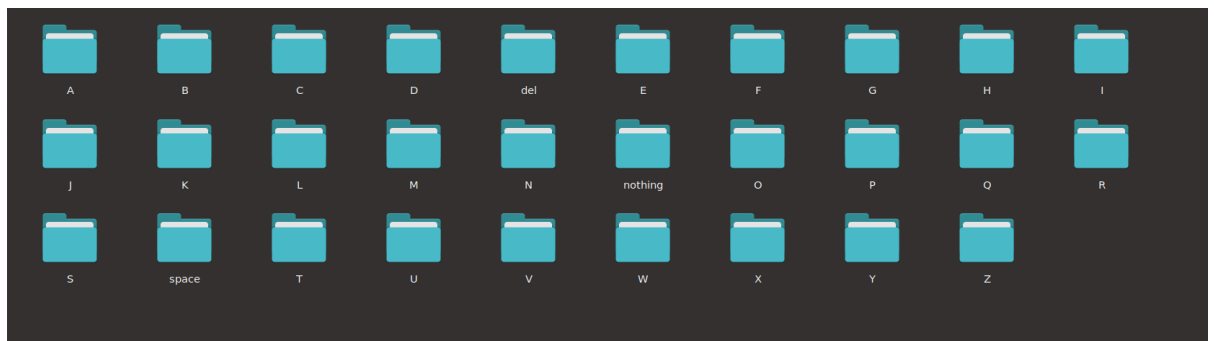 A B C D del E F G H I
J K L M N nothing O P Q R
S space T U V W X Y Z